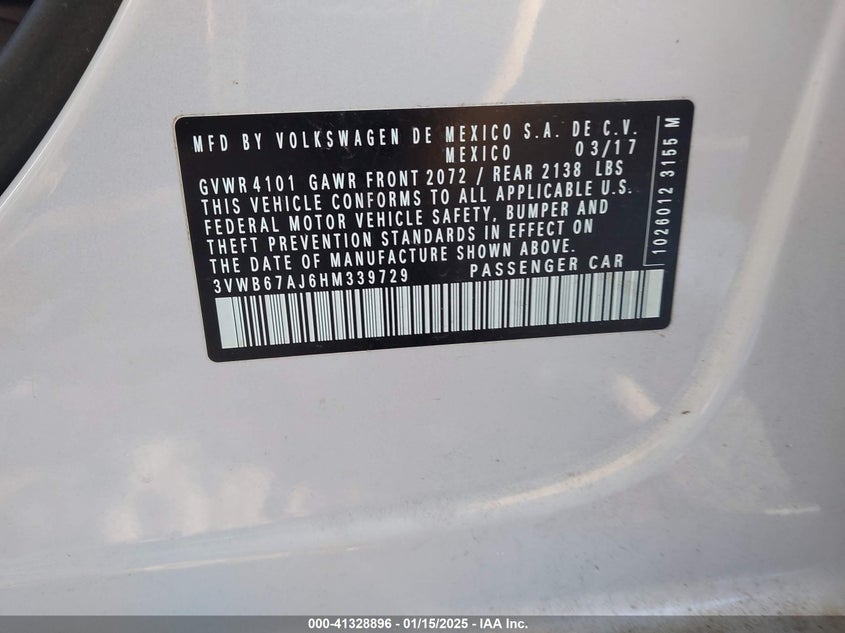 MFD BY VOLKSWAGEN DE MEXICO S.A. DE C.V.
MEXICO 03/17
GVWR 4101 GAWR FRONT 2072 / REAR 2138 LBS
THIS VEHICLE CONFORMS TO ALL APPLICABLE U.S.
FEDERAL MOTOR VEHICLE SAFETY, BUMPER AND
THEFT PREVENTION STANDARDS IN EFFECT ON
THE DATE OF MANUFACTURE SHOWN ABOVE.
3VWB67AJ6HM339729 PASSENGER CAR
1026012 3155 M
000-41328896 - 01/15/2025 - IAA Inc.